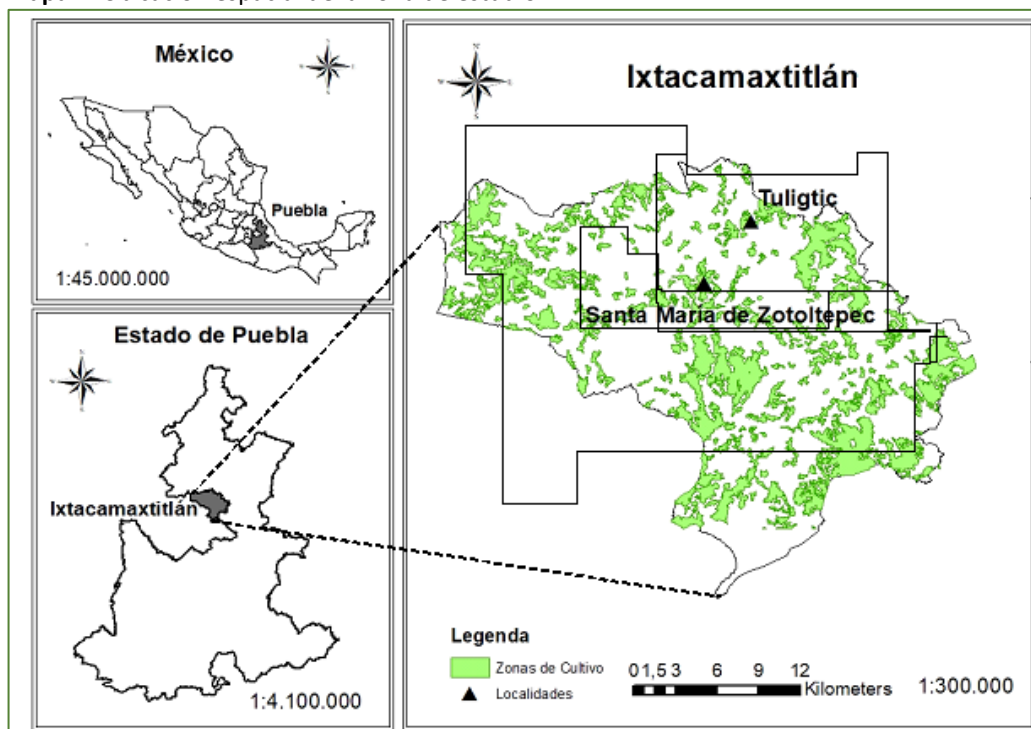 México
Puebla
1:45.000.000
Estado de Puebla
Ixtacamaxtitlán
1:4.100.000
Ixtacamaxtitlán
Tuligtic
Santa María de Zotoltepec
Legenda
Zonas de Cultivo
Localidades
0 1,5 3 6 9 12
Kilometers
1:300.000